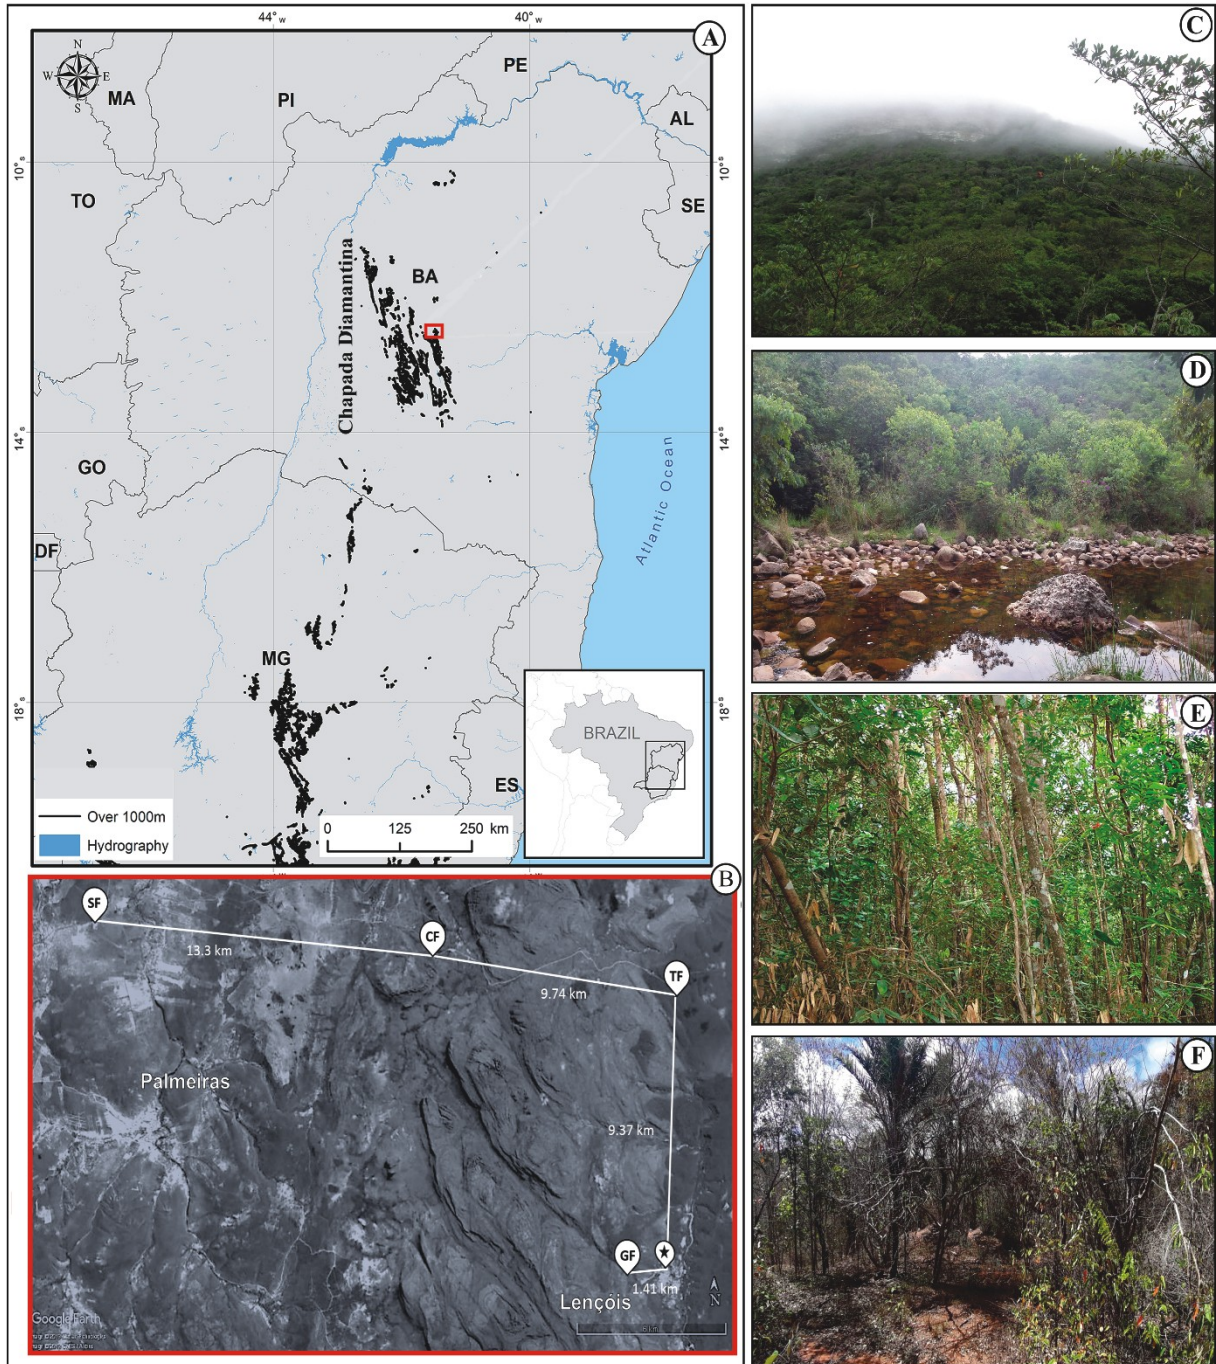 44° w
40° w
A
N
W E
S
MA
PI
PE
AL
10° s
10° s
TO
SE
Chapada Diamantina
BA
14° s
14° s
GO
Atlantic Ocean
DF
MG
18° s
18° s
BRAZIL
ES
Over 1000m
Hydrography
0 125 250 km
B
SF
13.3 km
CF
9.74 km
TF
Palmeiras
9.37 km
GF
1.41 km
Lençóis
N
Google Earth
C
D
E
F